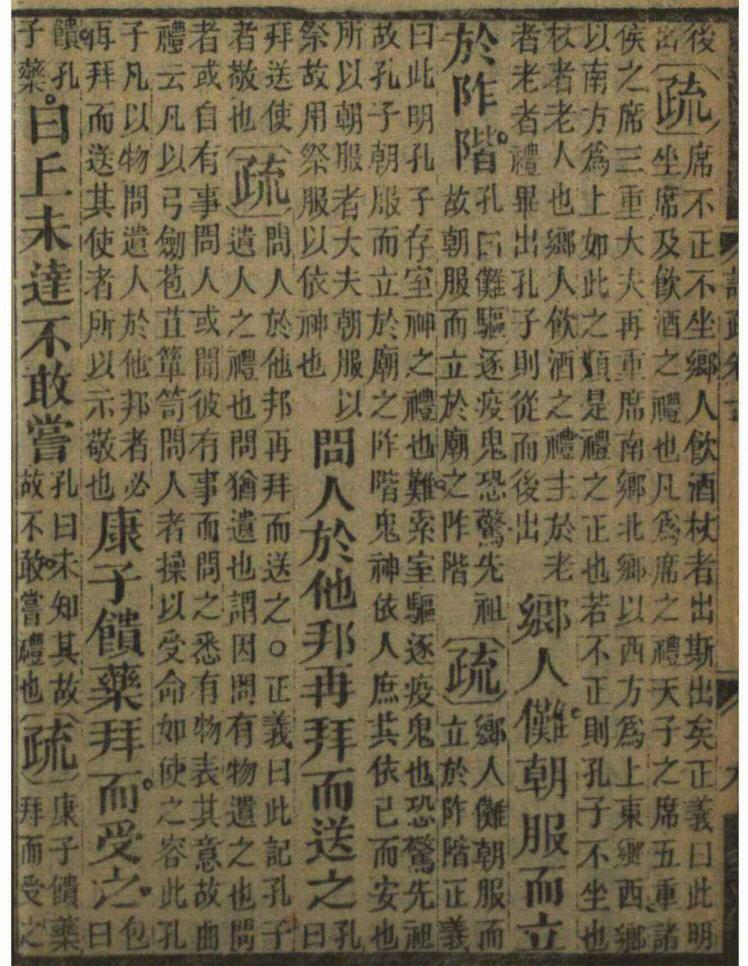 後出疏席不正不坐鄉人飲酒杖者出斯出矣正義曰此明
坐席及飲酒之禮也凡為席之禮天子之席五重諸
侯之席三重大夫再重席南鄉北鄉以西方為上東鄉西鄉
以南方為上如此之類是禮之正也若不正則孔子不坐也
杖者老人也鄉人飲酒之禮主於老
者老者禮畢出孔子則從而後出
鄉人儺朝服而立
於阼階
孔曰儺驅逐疫鬼恐驚先祖
故朝服而立於廟之阼階
疏鄉人儺朝服而
立於阼階正義
曰此明孔子存室神之禮也難索室驅逐疫鬼也恐驚先祖
故孔子朝服而立於廟之阼階鬼神依人庶其依己而安也
所以朝服者大夫朝服以
祭故用祭服以依神也
問人於他邦再拜而送之
孔曰
拜送使
者敬也
疏問人於他邦再拜而送之○正義曰此記孔子
遺人之禮也問猶遺也謂因問有物遺之也問
者或自有事問人或聞彼有事而問之悉有物表其意故曲
禮云凡以弓劒苞苴簞笥問人者操以受命如使之容此孔
子凡以物問遺人於他邦者必
再拜而送其使者所以示敬也
康子饋藥拜而受之
包曰
饋孔
子藥
曰丘未達不敢嘗
孔曰未知其故
故不敢嘗禮也
疏康子饋藥
拜而受之